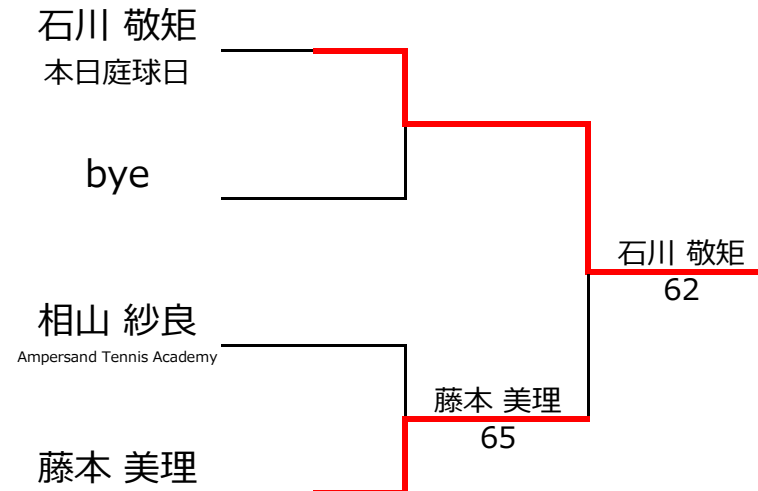 石川 敬矩
本日庭球日
bye
石川 敬矩
62
相山 紗良
Ampersand Tennis Academy
藤本 美理
65
藤本 美理